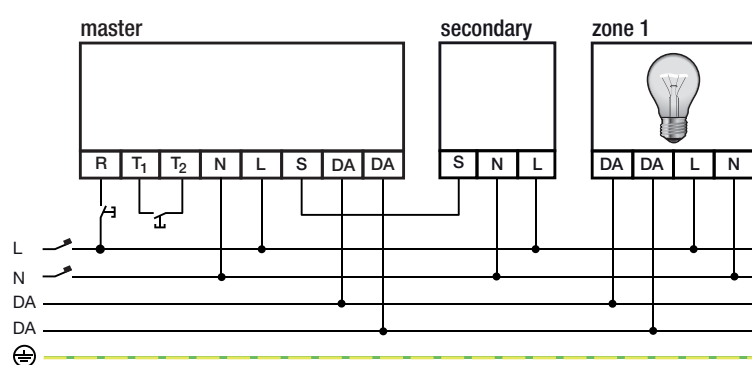 master secondary zone 1
R T₁ T₂ N L S DA DA S N L DA DA L N
L
N
DA
DA